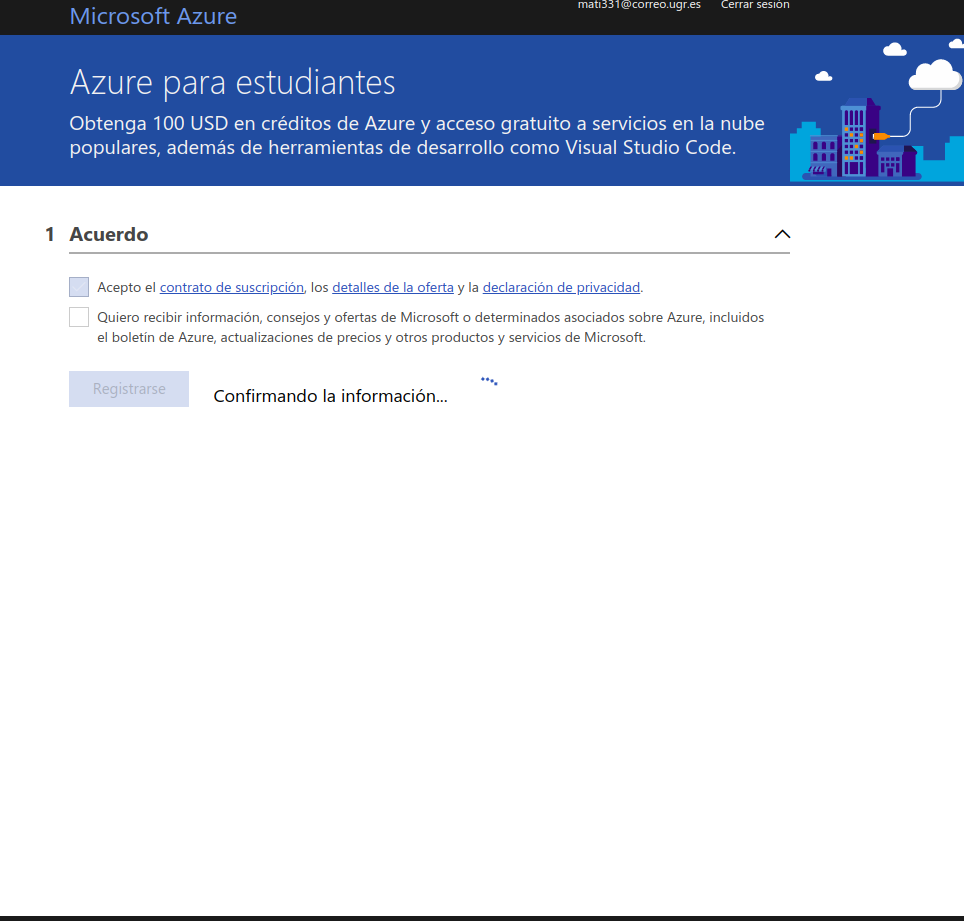 mati331@correo.ugr.es Cerrar sesión
Microsoft Azure
Azure para estudiantes
Obtenga 100 USD en créditos de Azure y acceso gratuito a servicios en la nube
populares, además de herramientas de desarrollo como Visual Studio Code.
1 Acuerdo
Acepto el contrato de suscripción, los detalles de la oferta y la declaración de privacidad.
Quiero recibir información, consejos y ofertas de Microsoft o determinados asociados sobre Azure, incluidos
el boletín de Azure, actualizaciones de precios y otros productos y servicios de Microsoft.
Registrarse
Confirmando la información...